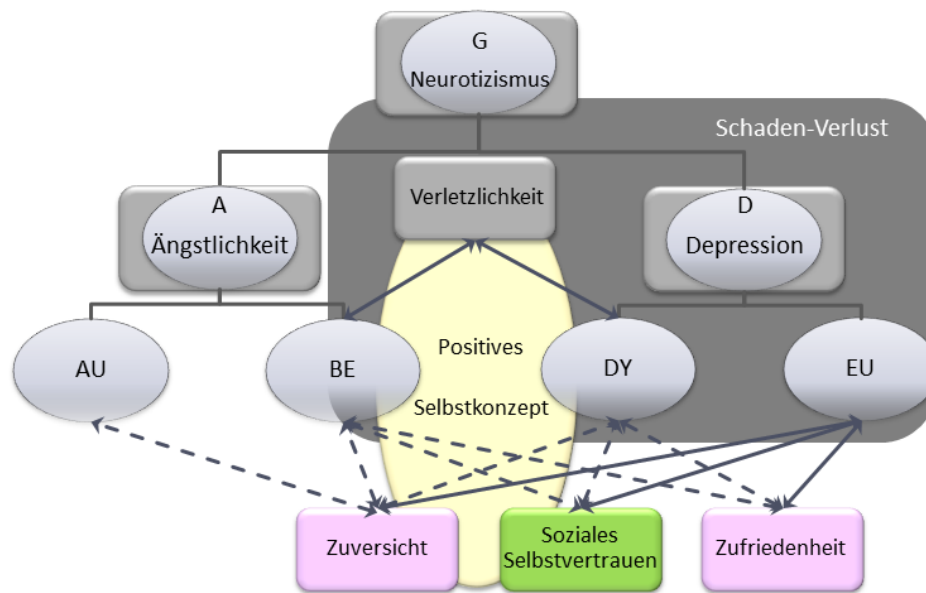 G
Neurotizismus
Schaden-Verlust
A
Ängstlichkeit
Verletzlichkeit
D
Depression
AU
BE
Positives
Selbstkonzept
DY
EU
Zuversicht
Soziales
Selbstvertrauen
Zufriedenheit